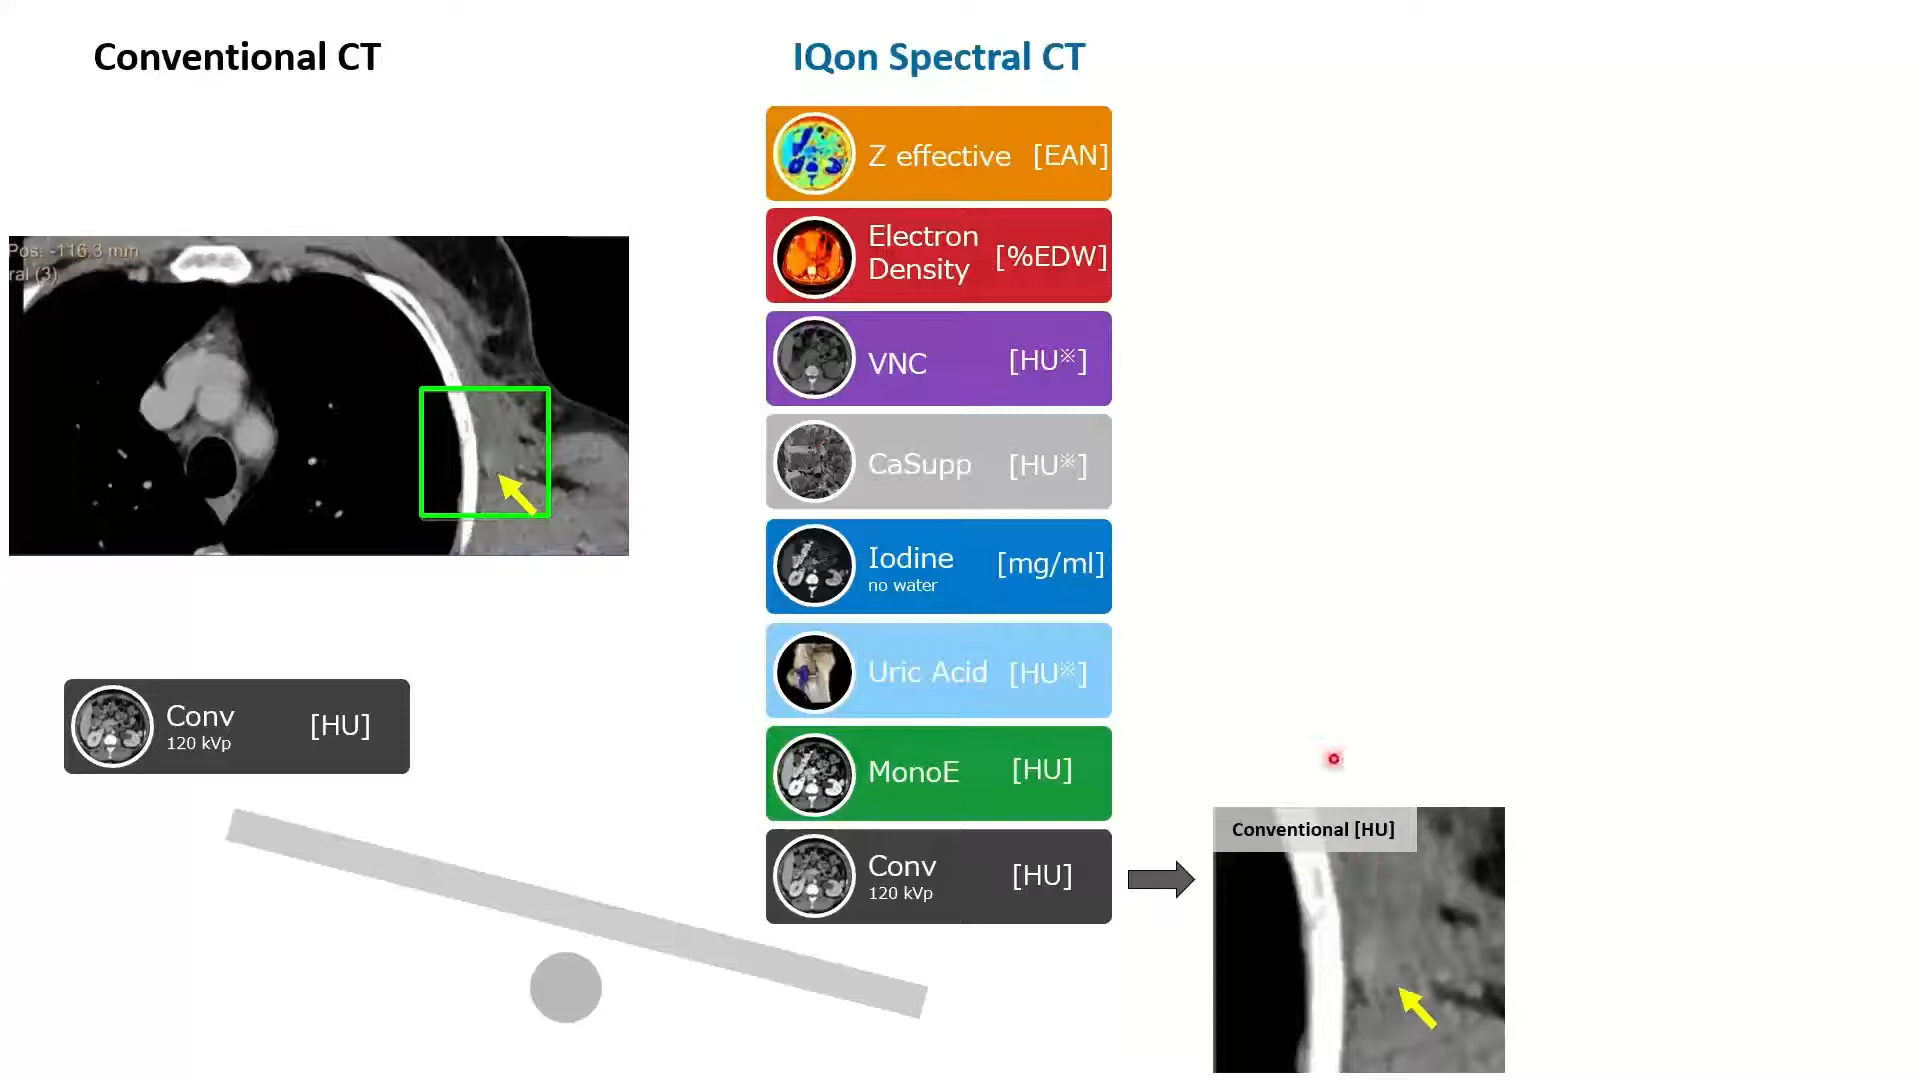 Conventional CT
IQon Spectral CT
Z effective [EAN]
Electron
Density [%EDW]
VNC [HU※]
CaSupp [HU※]
Iodine [mg/ml]
no water
Uric Acid [HU※]
MonoE [HU]
Conv [HU]
120 kVp
Pos: -116,3 mm
ral (3)
Conv [HU]
120 kVp
Conventional [HU]